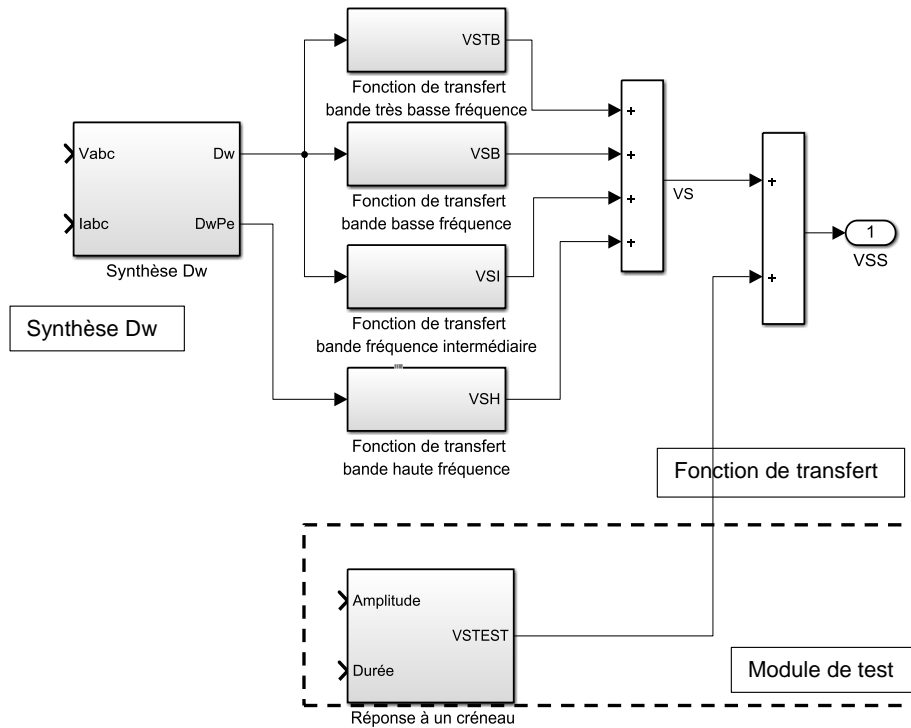 VSTB
Fonction de transfert
bande très basse fréquence
Vabc
Dw
Iabc
DwPe
Synthèse Dw
VSB
Fonction de transfert
bande basse fréquence
VSI
Fonction de transfert
bande fréquence intermédiaire
VSH
Fonction de transfert
bande haute fréquence
+
+
+
+
VS
+
+
1
VSS
Synthèse Dw
Fonction de transfert
Amplitude
VSTEST
Durée
Réponse à un créneau
Module de test